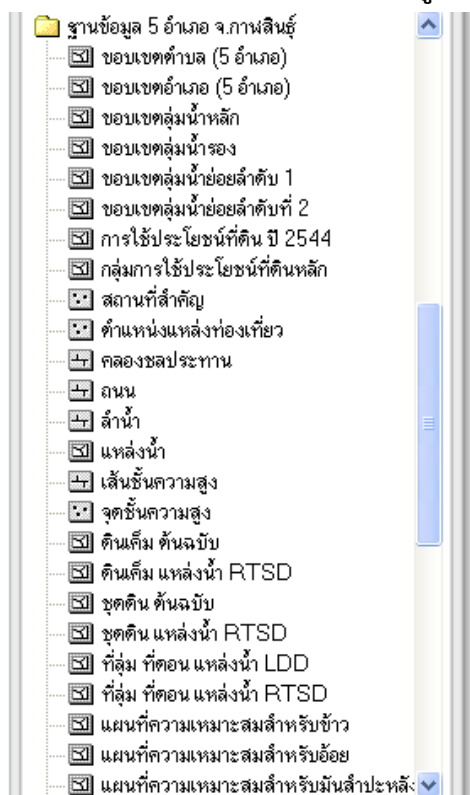 ฐานข้อมูล 5 อำเภอ จ.กาฬสินธุ์
ขอบเขตตำบล (5 อำเภอ)
ขอบเขตอำเภอ (5 อำเภอ)
ขอบเขตลุ่มน้ำหลัก
ขอบเขตลุ่มน้ำรอง
ขอบเขตลุ่มน้ำย่อยลำดับ 1
ขอบเขตลุ่มน้ำย่อยลำดับที่ 2
การใช้ประโยชน์ที่ดิน ปี 2544
กลุ่มการใช้ประโยชน์ที่ดินหลัก
สถานที่สำคัญ
ตำแหน่งแหล่งท่องเที่ยว
คลองชลประทาน
ถนน
ลำน้ำ
แหล่งน้ำ
เส้นชั้นความสูง
จุดชั้นความสูง
ดินเค็ม ต้นฉบับ
ดินเค็ม แหล่งน้ำ RTSD
ชุดดิน ต้นฉบับ
ชุดดิน แหล่งน้ำ RTSD
ที่ลุ่ม ที่ดอน แหล่งน้ำ LDD
ที่ลุ่ม ที่ดอน แหล่งน้ำ RTSD
แผนที่ความเหมาะสมสำหรับข้าว
แผนที่ความเหมาะสมสำหรับอ้อย
แผนที่ความเหมาะสมสำหรับมันสำปะหลัง